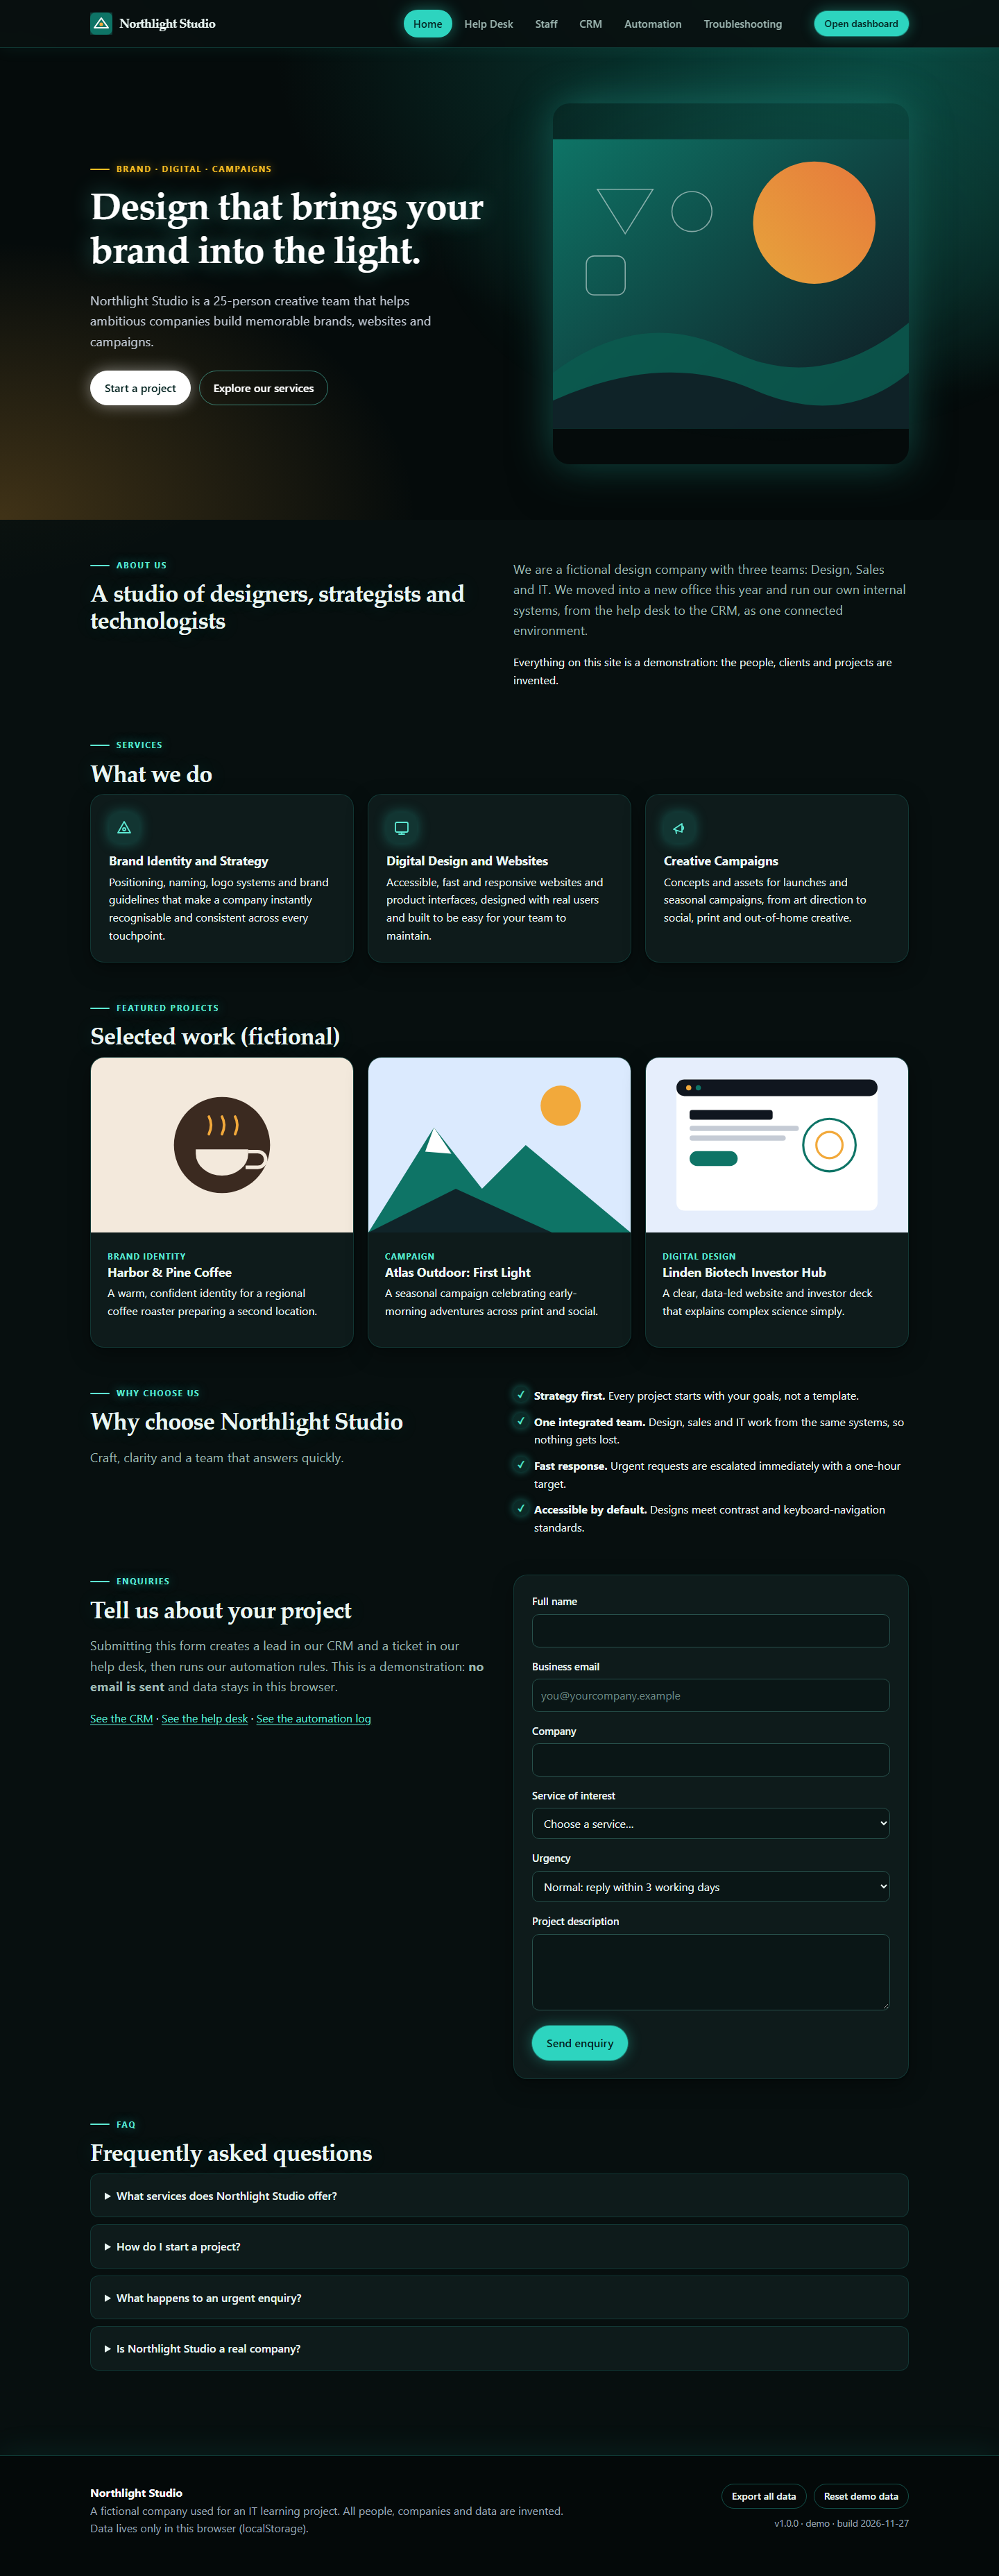 Northlight Studio
Home
Help Desk
Staff
CRM
Automation
Troubleshooting
Open dashboard
BRAND · DIGITAL · CAMPAIGNS
Design that brings your
brand into the light.
Northlight Studio is a 25-person creative team that helps
ambitious companies build memorable brands, websites and
campaigns.
Start a project
Explore our services
ABOUT US
A studio of designers, strategists and
technologists
We are a fictional design company with three teams: Design, Sales
and IT. We moved into a new office this year and run our own internal
systems, from the help desk to the CRM, as one connected
environment.
Everything on this site is a demonstration: the people, clients and projects are
invented.
SERVICES
What we do
Brand Identity and Strategy
Positioning, naming, logo systems and brand
guidelines that make a company instantly
recognisable and consistent across every
touchpoint.
Digital Design and Websites
Accessible, fast and responsive websites and
product interfaces, designed with real users
and built to be easy for your team to
maintain.
Creative Campaigns
Concepts and assets for launches and
seasonal campaigns, from art direction to
social, print and out-of-home creative.
FEATURED PROJECTS
Selected work (fictional)
BRAND IDENTITY
Harbor & Pine Coffee
A warm, confident identity for a regional
coffee roaster preparing a second location.
CAMPAIGN
Atlas Outdoor: First Light
A seasonal campaign celebrating early-
morning adventures across print and social.
DIGITAL DESIGN
Linden Biotech Investor Hub
A clear, data-led website and investor deck
that explains complex science simply.
WHY CHOOSE US
Why choose Northlight Studio
Craft, clarity and a team that answers quickly.
✓ Strategy first. Every project starts with your goals, not a template.
✓ One integrated team. Design, sales and IT work from the same systems, so
nothing gets lost.
✓ Fast response. Urgent requests are escalated immediately with a one-hour
target.
✓ Accessible by default. Designs meet contrast and keyboard-navigation
standards.
ENQUIRIES
Tell us about your project
Submitting this form creates a lead in our CRM and a ticket in our
help desk, then runs our automation rules. This is a demonstration: no
email is sent and data stays in this browser.
See the CRM · See the help desk · See the automation log
Full name
Business email
you@yourcompany.example
Company
Service of interest
Choose a service...
Urgency
Normal: reply within 3 working days
Project description
Send enquiry
FAQ
Frequently asked questions
What services does Northlight Studio offer?
How do I start a project?
What happens to an urgent enquiry?
Is Northlight Studio a real company?
Northlight Studio
A fictional company used for an IT learning project. All people, companies and data are invented.
Data lives only in this browser (localStorage).
Export all data
Reset demo data
v1.0.0 · demo · build 2026-11-27